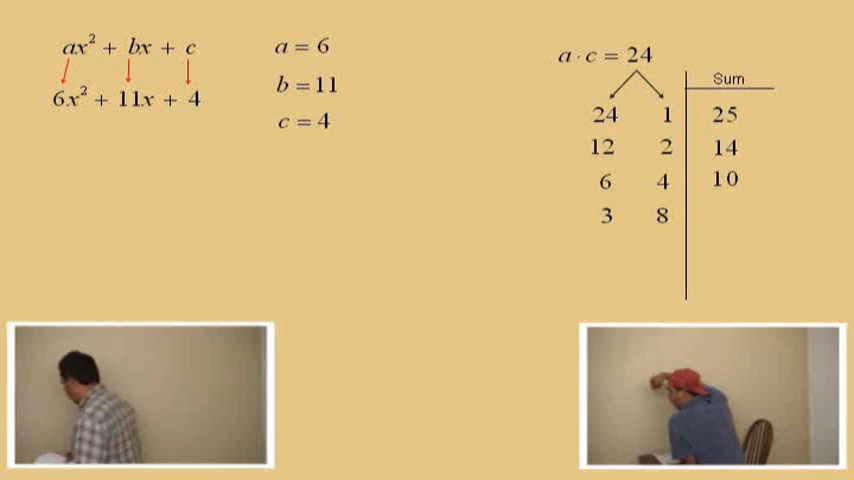 ax² + bx + c
6x² + 11x + 4
a = 6
b = 11
c = 4
a · c = 24
Sum
24 1 25
12 2 14
6 4 10
3 8